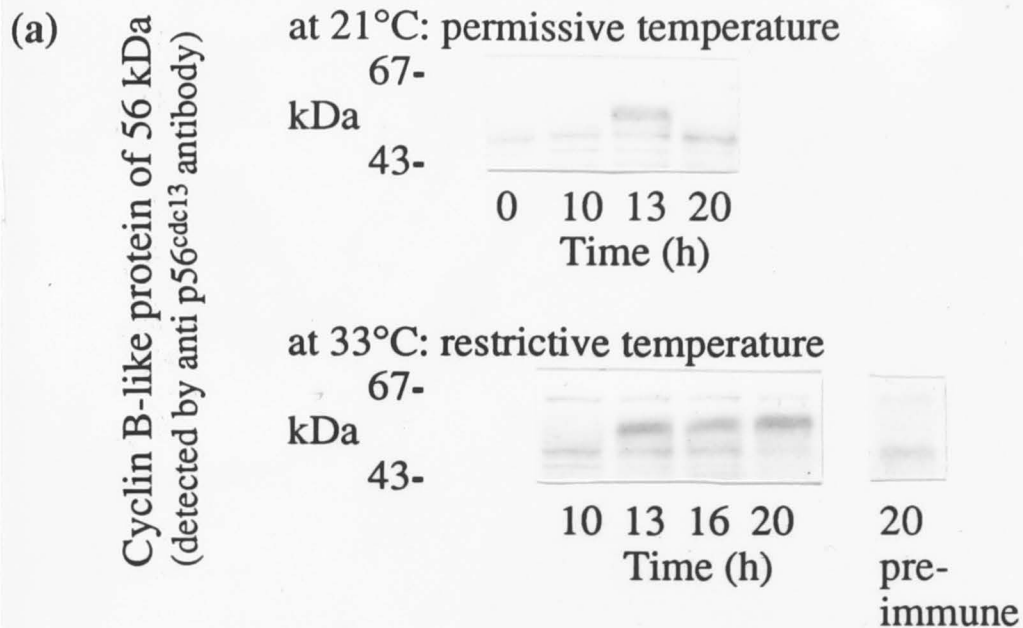 (a)
Cyclin B-like protein of 56 kDa
(detected by anti p56cdc13 antibody)
at 21°C: permissive temperature
67-
kDa
43-
0 10 13 20
Time (h)
at 33°C: restrictive temperature
67-
kDa
43-
10 13 16 20
Time (h)
20
pre-
immune